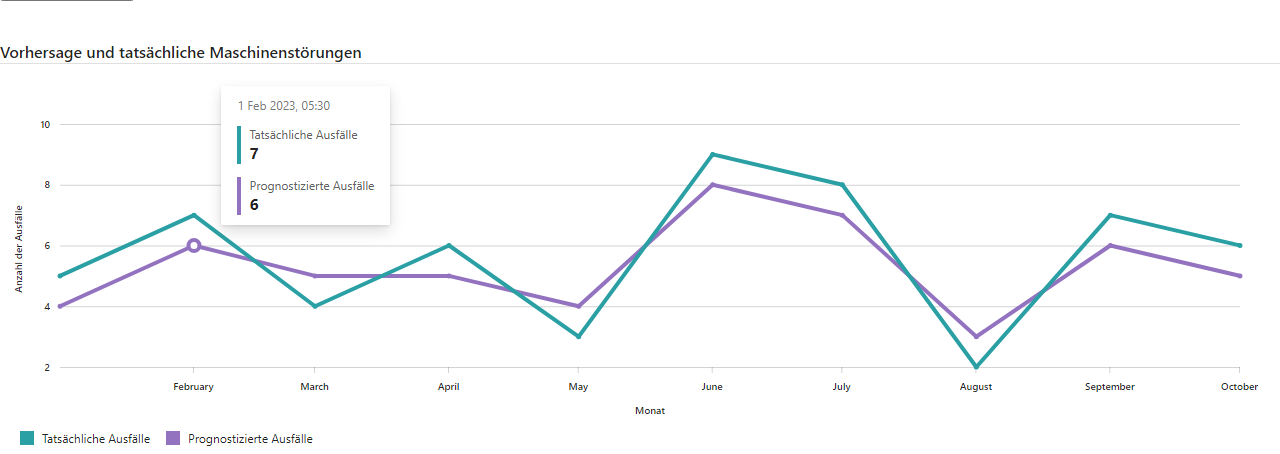 Vorhersage und tatsächliche Maschinenstörungen
1 Feb 2023, 05:30
Tatsächliche Ausfälle
7
Prognostizierte Ausfälle
6
Anzahl der Ausfälle
10
8
6
4
2
February March April May June July August September October
Monat
Tatsächliche Ausfälle Prognostizierte Ausfälle